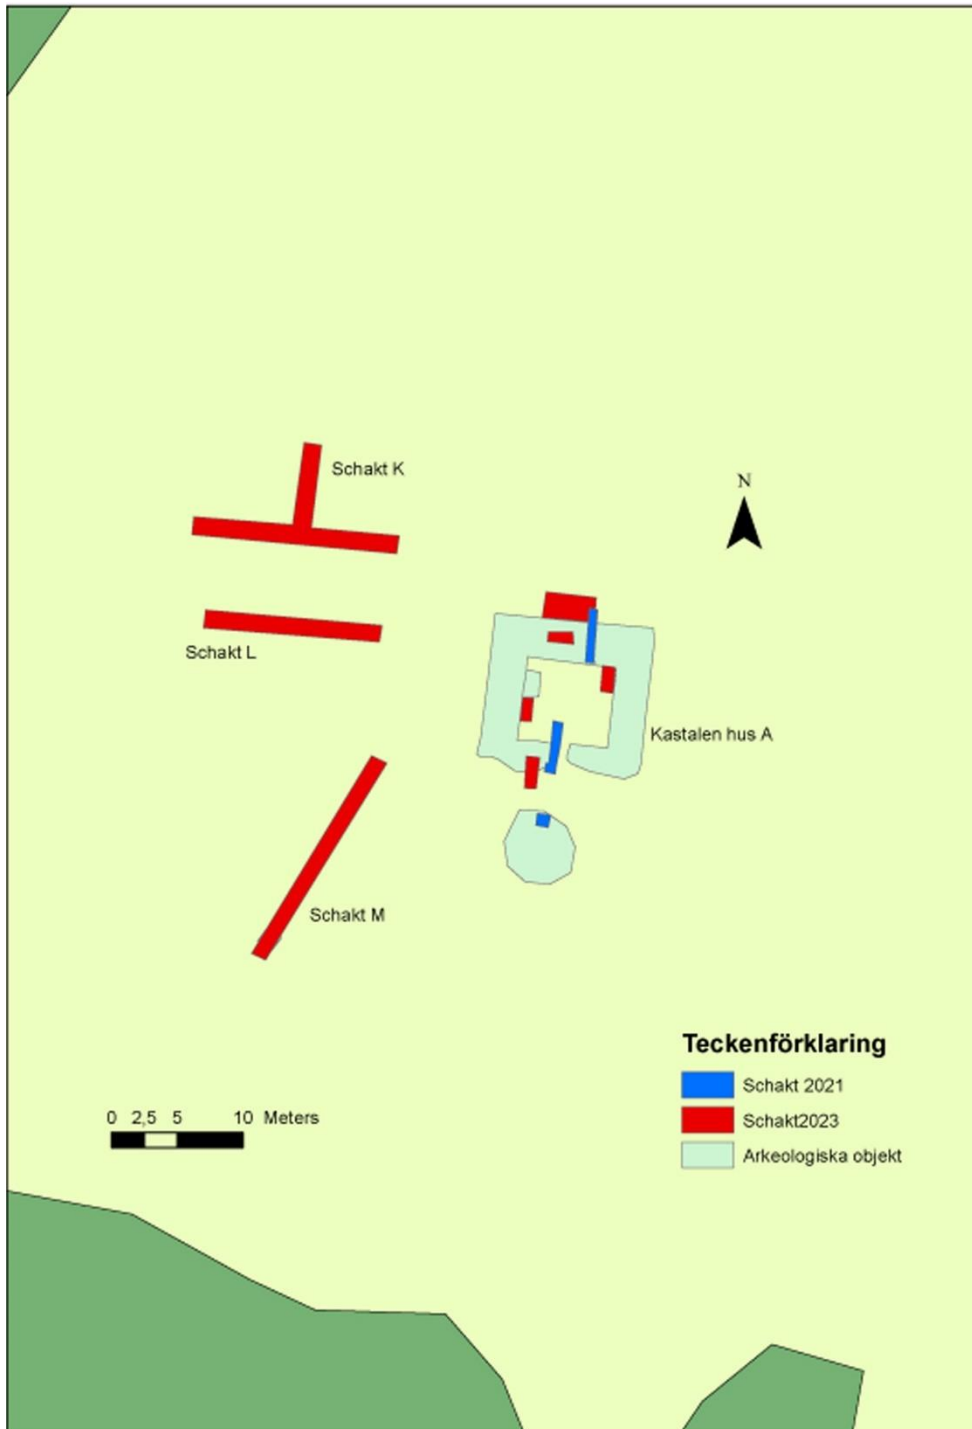 Schakt K
N
Schakt L
Kastalen hus A
Schakt M
Teckenförklaring
Schakt 2021
Schakt2023
Arkeologiska objekt
0 2,5 5 10 Meters